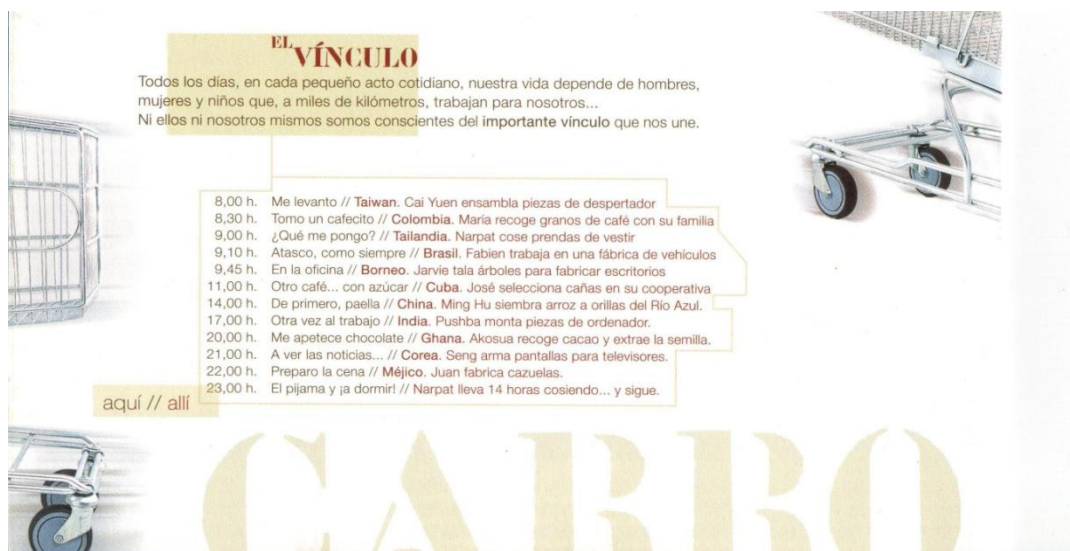 EL VÍNCULO
Todos los días, en cada pequeño acto cotidiano, nuestra vida depende de hombres,
mujeres y niños que, a miles de kilómetros, trabajan para nosotros...
Ni ellos ni nosotros mismos somos conscientes del importante vínculo que nos une.
8,00 h. Me levanto // Taiwan. Cai Yuen ensambla piezas de despertador
8,30 h. Tomo un cafecito // Colombia. María recoge granos de café con su familia
9,00 h. ¿Qué me pongo? // Tailandia. Narpat cose prendas de vestir
9,10 h. Atasco, como siempre // Brasil. Fabien trabaja en una fábrica de vehículos
9,45 h. En la oficina // Borneo. Jarvie tala árboles para fabricar escritorios
11,00 h. Otro café... con azúcar // Cuba. José selecciona cañas en su cooperativa
14,00 h. De primero, paella // China. Ming Hu siembra arroz a orillas del Río Azul.
17,00 h. Otra vez al trabajo // India. Pushba monta piezas de ordenador.
20,00 h. Me apetece chocolate // Ghana. Akosua recoge cacao y extrae la semilla.
21,00 h. A ver las noticias... // Corea. Seng arma pantallas para televisores.
22,00 h. Preparo la cena // Méjico. Juan fabrica cazuelas.
23,00 h. El pijama y ¡a dormir! // Narpat lleva 14 horas cosiendo... y sigue.
aquí // allí
CARRO